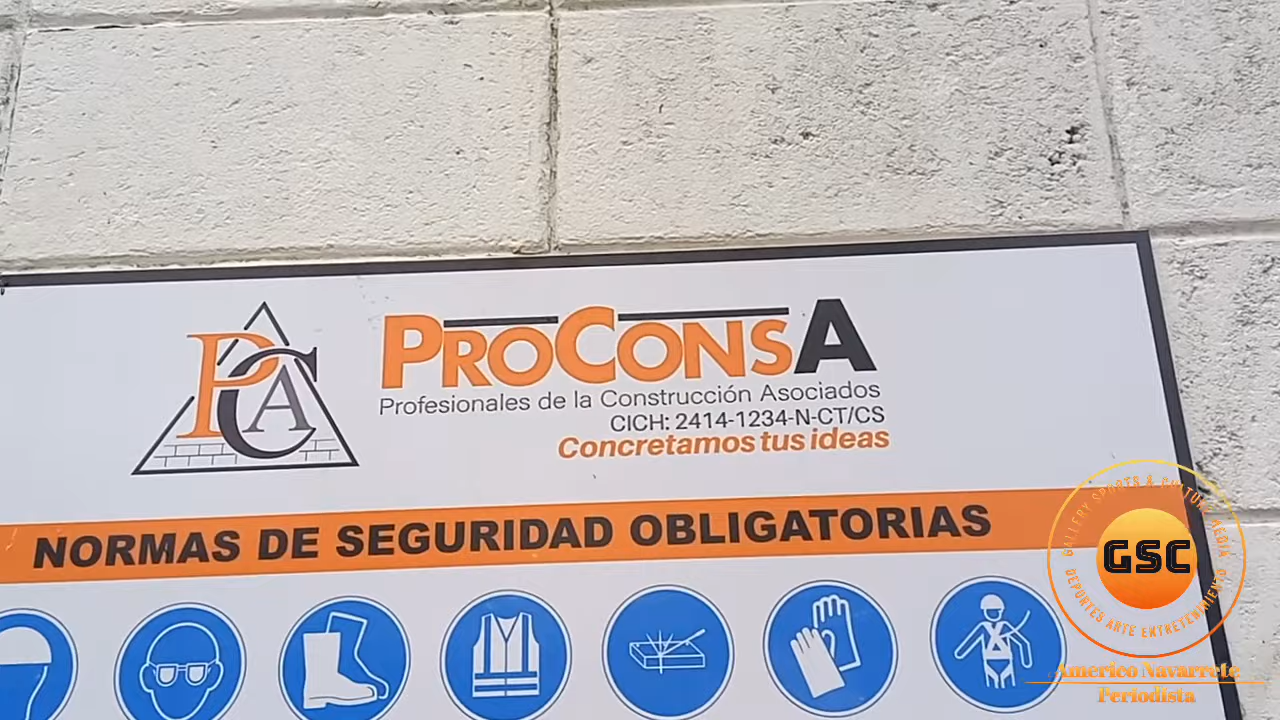 PCA
PROCONSA
Profesionales de la Construcción Asociados
CICH: 2414-1234-N-CT/CS
Concretamos tus ideas
NORMAS DE SEGURIDAD OBLIGATORIAS
GALLERY SPORTS & CULTURE
GSC
DEPORTES ARTE ENTRETENIMIENTO
Americo Navarrete
Periodista